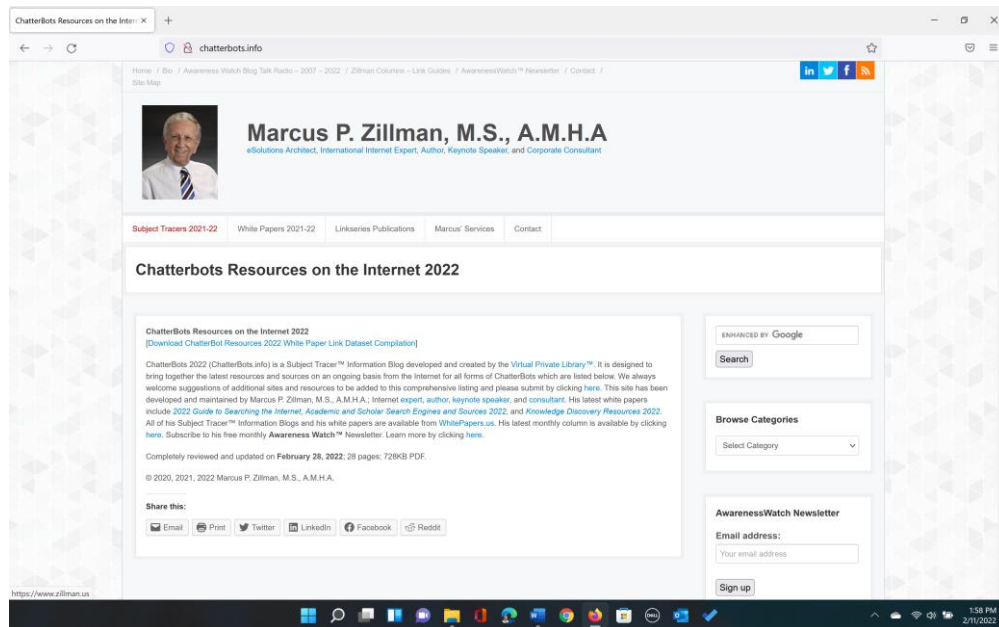 ChatterBots Resources on the Intern
chatterbots.info
Home / Bio / Awareness Watch Blog Talk Radio – 2007 – 2022 / Zillman Columns – Link Guides / AwarenessWatch™ Newsletter / Contact /
Site Map
Marcus P. Zillman, M.S., A.M.H.A
eSolutions Architect, International Internet Expert, Author, Keynote Speaker, and Corporate Consultant
Subject Tracers 2021-22 White Papers 2021-22 Linkseries Publications Marcus' Services Contact
Chatterbots Resources on the Internet 2022
ChatterBots Resources on the Internet 2022
[Download ChatterBot Resources 2022 White Paper Link Dataset Compilation]
ChatterBots 2022 (ChatterBots.info) is a Subject Tracer™ Information Blog developed and created by the Virtual Private Library™. It is designed to
bring together the latest resources and sources on an ongoing basis from the Internet for all forms of ChatterBots which are listed below. We always
welcome suggestions of additional sites and resources to be added to this comprehensive listing and please submit by clicking here. This site has been
developed and maintained by Marcus P. Zillman, M.S., A.M.H.A.; Internet expert, author, keynote speaker, and consultant. His latest white papers
include 2022 Guide to Searching the Internet, Academic and Scholar Search Engines and Sources 2022, and Knowledge Discovery Resources 2022.
All of his Subject Tracer™ Information Blogs and his white papers are available from WhitePapers.us. His latest monthly column is available by clicking
here. Subscribe to his free monthly Awareness Watch™ Newsletter. Learn more by clicking here.
Completely reviewed and updated on February 28, 2022; 28 pages; 728KB PDF.
© 2020, 2021, 2022 Marcus P. Zillman, M.S., A.M.H.A.
Share this:
Email Print Twitter LinkedIn Facebook Reddit
ENHANCED BY Google
Search
Browse Categories
Select Category
AwarenessWatch Newsletter
Email address:
Your email address
Sign up
https://www.zillman.us
1:58 PM
2/11/2022